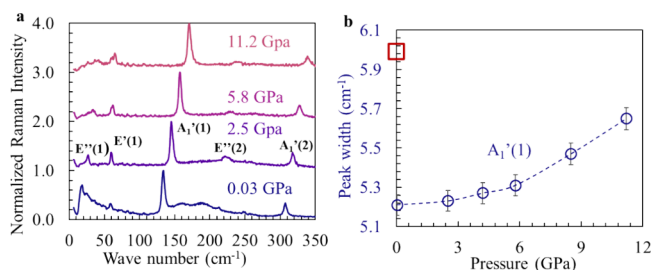 a
Normalized Raman Intensity
4.0
3.0
2.0
1.0
0.0
11.2 Gpa
5.8 GPa
2.5 GPa
E''(1)
E'(1)
A₁'(1)
E''(2)
A₁'(2)
0.03 GPa
0 50 100 150 200 250 300 350
Wave number (cm⁻¹)
b
Peak width (cm⁻¹)
6.1
5.9
5.7
5.5
5.3
5.1
A₁'(1)
0 3 6 9 12
Pressure (GPa)